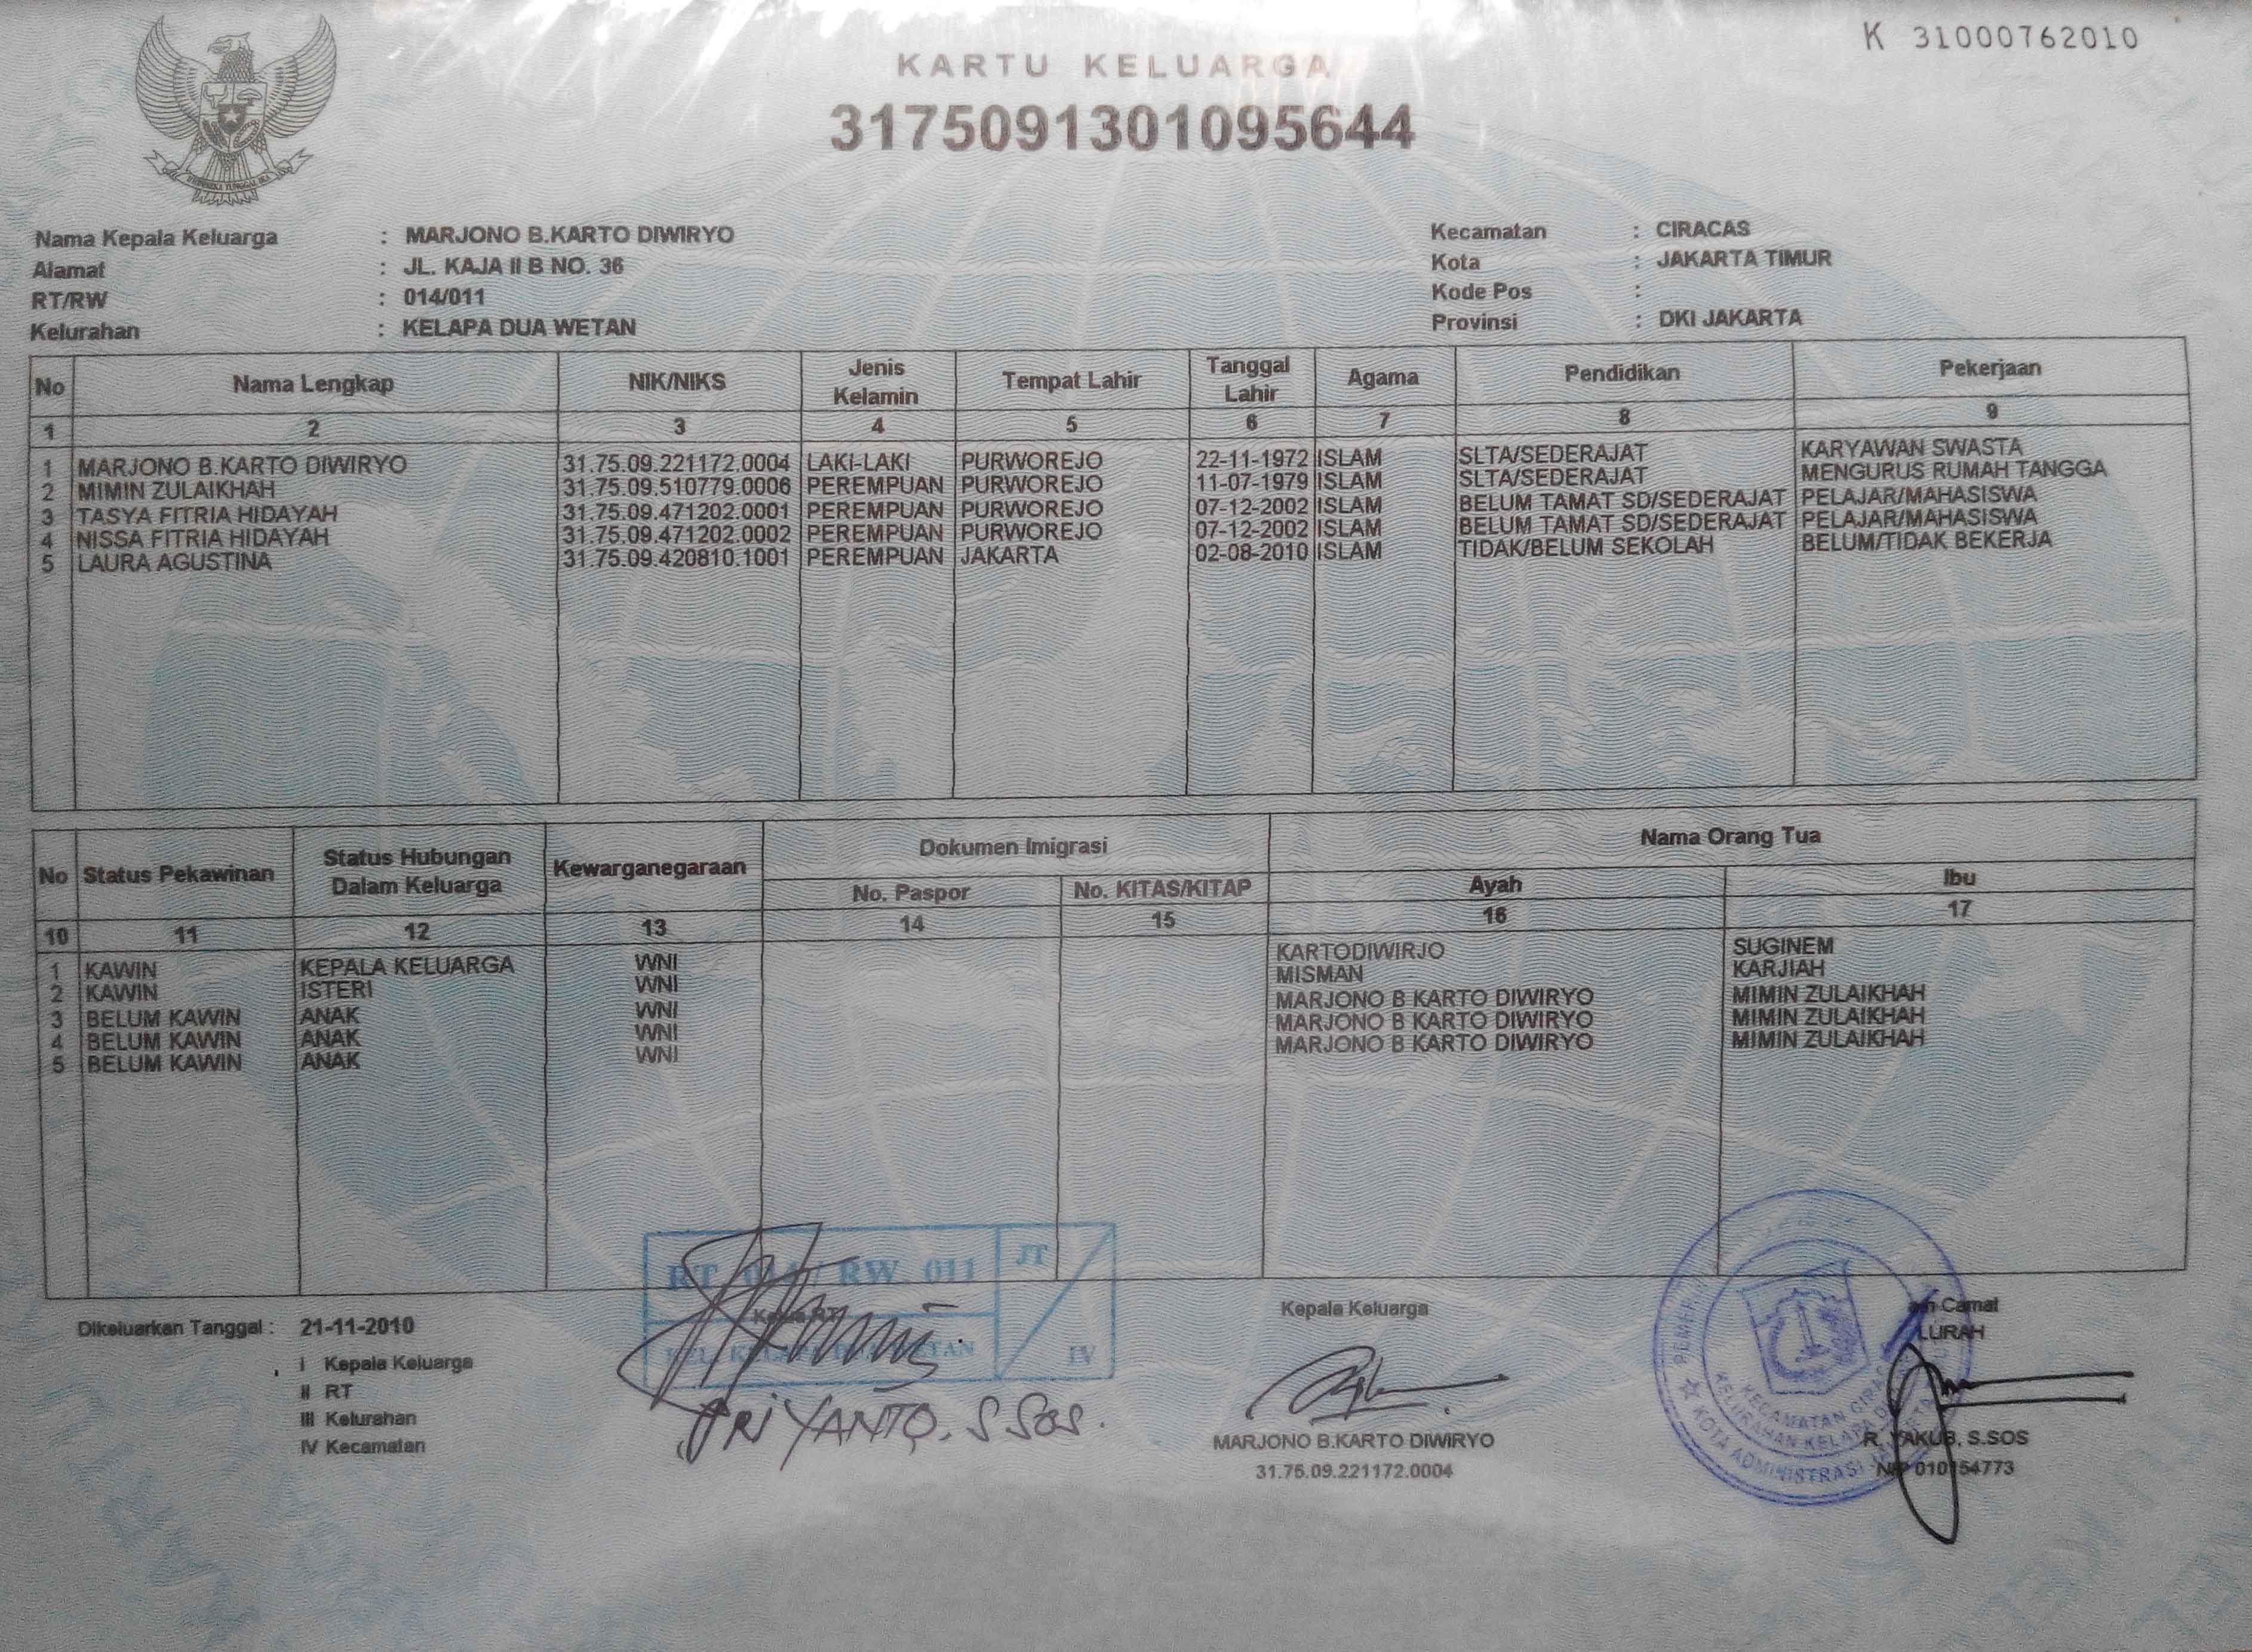 K 31000762010
KARTU KELUARGA
3175091301095644
BHINNEKA TUNGGAL IKA
Nama Kepala Keluarga : MARJONO B.KARTO DIWIRYO
Alamat : JL. KAJA II B NO. 36
RT/RW : 014/011
Kelurahan : KELAPA DUA WETAN
Kecamatan : CIRACAS
Kota : JAKARTA TIMUR
Kode Pos :
Provinsi : DKI JAKARTA
No Nama Lengkap NIK/NIKS Jenis Kelamin Tempat Lahir Tanggal Lahir Agama Pendidikan Pekerjaan
1 2 3 4 5 6 7 8 9
1 MARJONO B.KARTO DIWIRYO 31.75.09.221172.0004 LAKI-LAKI PURWOREJO 22-11-1972 ISLAM SLTA/SEDERAJAT KARYAWAN SWASTA
2 MIMIN ZULAIKHAH 31.75.09.510779.0006 PEREMPUAN PURWOREJO 11-07-1979 ISLAM SLTA/SEDERAJAT MENGURUS RUMAH TANGGA
3 TASYA FITRIA HIDAYAH 31.75.09.471202.0001 PEREMPUAN PURWOREJO 07-12-2002 ISLAM BELUM TAMAT SD/SEDERAJAT PELAJAR/MAHASISWA
4 NISSA FITRIA HIDAYAH 31.75.09.471202.0002 PEREMPUAN PURWOREJO 07-12-2002 ISLAM BELUM TAMAT SD/SEDERAJAT PELAJAR/MAHASISWA
5 LAURA AGUSTINA 31.75.09.420810.1001 PEREMPUAN JAKARTA 02-08-2010 ISLAM TIDAK/BELUM SEKOLAH BELUM/TIDAK BEKERJA
No Status Pekawinan Status Hubungan Dalam Keluarga Kewarganegaraan Dokumen Imigrasi Nama Orang Tua
No. Paspor No. KITAS/KITAP Ayah Ibu
10 11 12 13 14 15 16 17
1 KAWIN KEPALA KELUARGA WNI KARTODIWIRJO SUGINEM
2 KAWIN ISTERI WNI MISMAN KARJIAH
3 BELUM KAWIN ANAK WNI MARJONO B KARTO DIWIRYO MIMIN ZULAIKHAH
4 BELUM KAWIN ANAK WNI MARJONO B KARTO DIWIRYO MIMIN ZULAIKHAH
5 BELUM KAWIN ANAK WNI MARJONO B KARTO DIWIRYO MIMIN ZULAIKHAH
Dikeluarkan Tanggal : 21-11-2010
I Kepala Keluarga
II RT
III Kelurahan
IV Kecamatan
RT 014 / RW 011 JT
KEL. KELAPA DUA WETAN IV
Ketua RT
Kepala Keluarga
MARJONO B.KARTO DIWIRYO
31.75.09.221172.0004
Camat
LURAH
KECAMATAN CIRACAS
KELURAHAN KELAPA
KOTA ADMINISTRASI
R. YAKUB, S.SOS
NIP 010154773